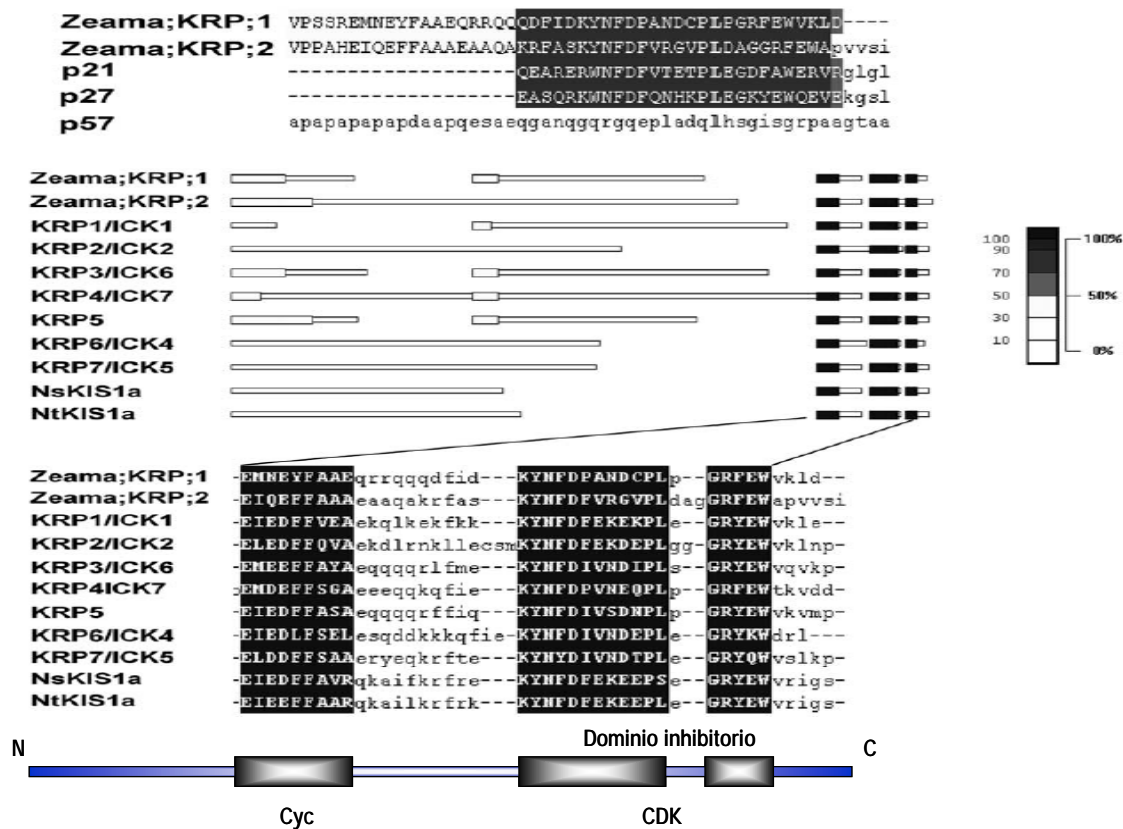 Zeama;KRP;1 VPSSREMNEYFAAEQRRQQQDFIDKYNFDPANDCPLPGRFEWVKLD----
Zeama;KRP;2 VPPAHEIQEFFAAAEAAQAKRFASKYNFDFVRGVPLDAGGRFEWApvvsi
p21 -------------------QEARERWNFDFVTETPLEGDFAWERVRglgl
p27 -------------------EASQRKWNFDFQNHKPLEGKYEWQEVEkgsl
p57 apapapapapdaapqesaeqganqgqrgqepladqlhsgisgrpaagtaa
Zeama;KRP;1
Zeama;KRP;2
KRP1/ICK1
KRP2/ICK2
KRP3/ICK6
KRP4/ICK7
KRP5
KRP6/ICK4
KRP7/ICK5
NsKIS1a
NtKIS1a
100
90
70
50
30
10
100%
50%
0%
Zeama;KRP;1 -EMNEYFAAEqrrqqqdfid---KYNFDPANDCPLp--GRFEWvkld-
Zeama;KRP;2 -EIQEFFAAAeaaqakrfas---KYNFDFVRGVPLdagGRFEWapvvsi
KRP1/ICK1 -EIEDFFVEAekqlkekfkk---KYNFDFEKEKPLe--GRYEWvkle-
KRP2/ICK2 -ELEDFFQVAekdlrnkllecsmKYNFDFEKDEPLgg-GRYEWvklnp-
KRP3/ICK6 -EMEEFFAYAeqqqqrlfme---KYNFDIVNDIPLs--GRYEWvqvkp-
KRP4ICK7 EMDEFFSGAeeeqqkqfie---KYNFDPVNEQPLp--GRFEWtkvdd-
KRP5 -EIEDFFASAeqqqqrffiq---KYNFDIVSDNPLp--GRYEWvkvmp-
KRP6/ICK4 -EIEDLFSELesqddkkkqfie-KYNFDIVNDEPLe--GRYKWdrl---
KRP7/ICK5 -ELDDFFSAAeryeqkrfte---KYNYDIVNDTPLe--GRYQWvslkp-
NsKIS1a -EIEDFFAVRqkaifkrfre---KYNFDFEKEEPSe--GRYEWvrigs-
NtKIS1a -EIEEFFAARqkailkrfrk---KYNFDFEKEEPLe--GRYEWvrigs-
Dominio inhibitorio
N C
Cyc CDK